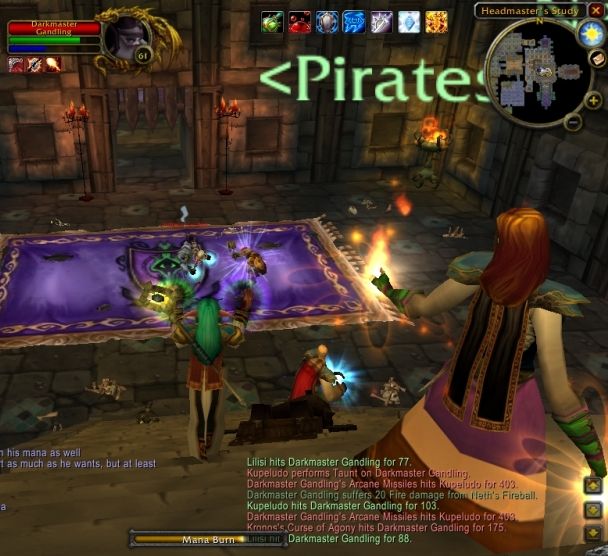 Darkmaster
Gandling
61
Headmaster's Study
N
<Pirates
n his mana as well
t as much as he wants, but at least
a
Lilisi hits Darkmaster Gandling for 77.
Kupeludo performs Taunt on Darkmaster Gandling.
Darkmaster Gandling's Arcane Missiles hits Kupeludo for 403.
Darkmaster Gandling suffers 20 Fire damage from Neth's Fireball.
Kupeludo hits Darkmaster Gandling for 103.
Darkmaster Gandling's Arcane Missiles hits Kupeludo for 403.
Kronos's Curse of Agony hits Darkmaster Gandling for 175.
Lilisi hit Darkmaster Gandling for 88.
Mana Burn